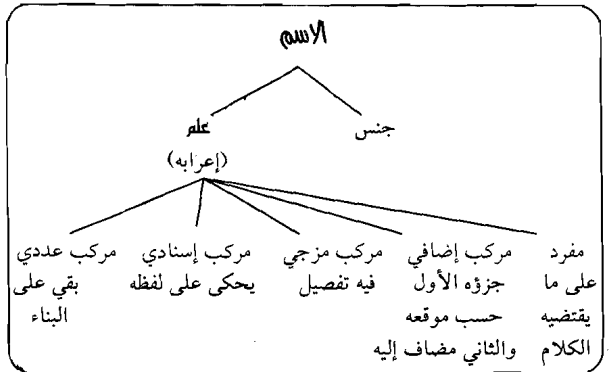 الاسم
جنس علم
(إعرابه)
مفرد مركب إضافي مركب مزجي مركب إسنادي مركب عددي
على ما جزؤه الأول فيه تفصيل يحكى على لفظه بقي على
يقتضيه حسب موقعه البناء
الكلام والثاني مضاف إليه